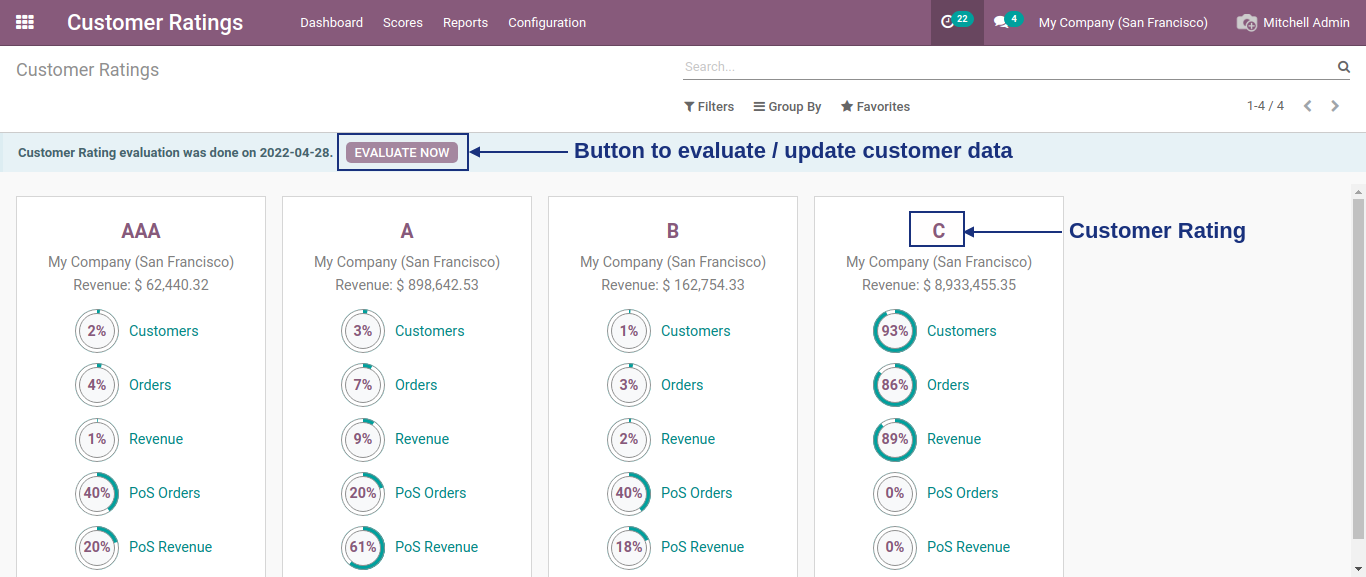 Customer Ratings Dashboard Scores Reports Configuration 22 4 My Company (San Francisco) Mitchell Admin
Customer Ratings
Search...
Filters Group By Favorites 1-4 / 4
Customer Rating evaluation was done on 2022-04-28. EVALUATE NOW Button to evaluate / update customer data
AAA
My Company (San Francisco)
Revenue: $ 62,440.32
2% Customers
4% Orders
1% Revenue
40% PoS Orders
20% PoS Revenue
A
My Company (San Francisco)
Revenue: $ 898,642.53
3% Customers
7% Orders
9% Revenue
20% PoS Orders
61% PoS Revenue
B
My Company (San Francisco)
Revenue: $ 162,754.33
1% Customers
3% Orders
2% Revenue
40% PoS Orders
18% PoS Revenue
C
My Company (San Francisco)
Revenue: $ 8,933,455.35
93% Customers
86% Orders
89% Revenue
0% PoS Orders
0% PoS Revenue
Customer Rating